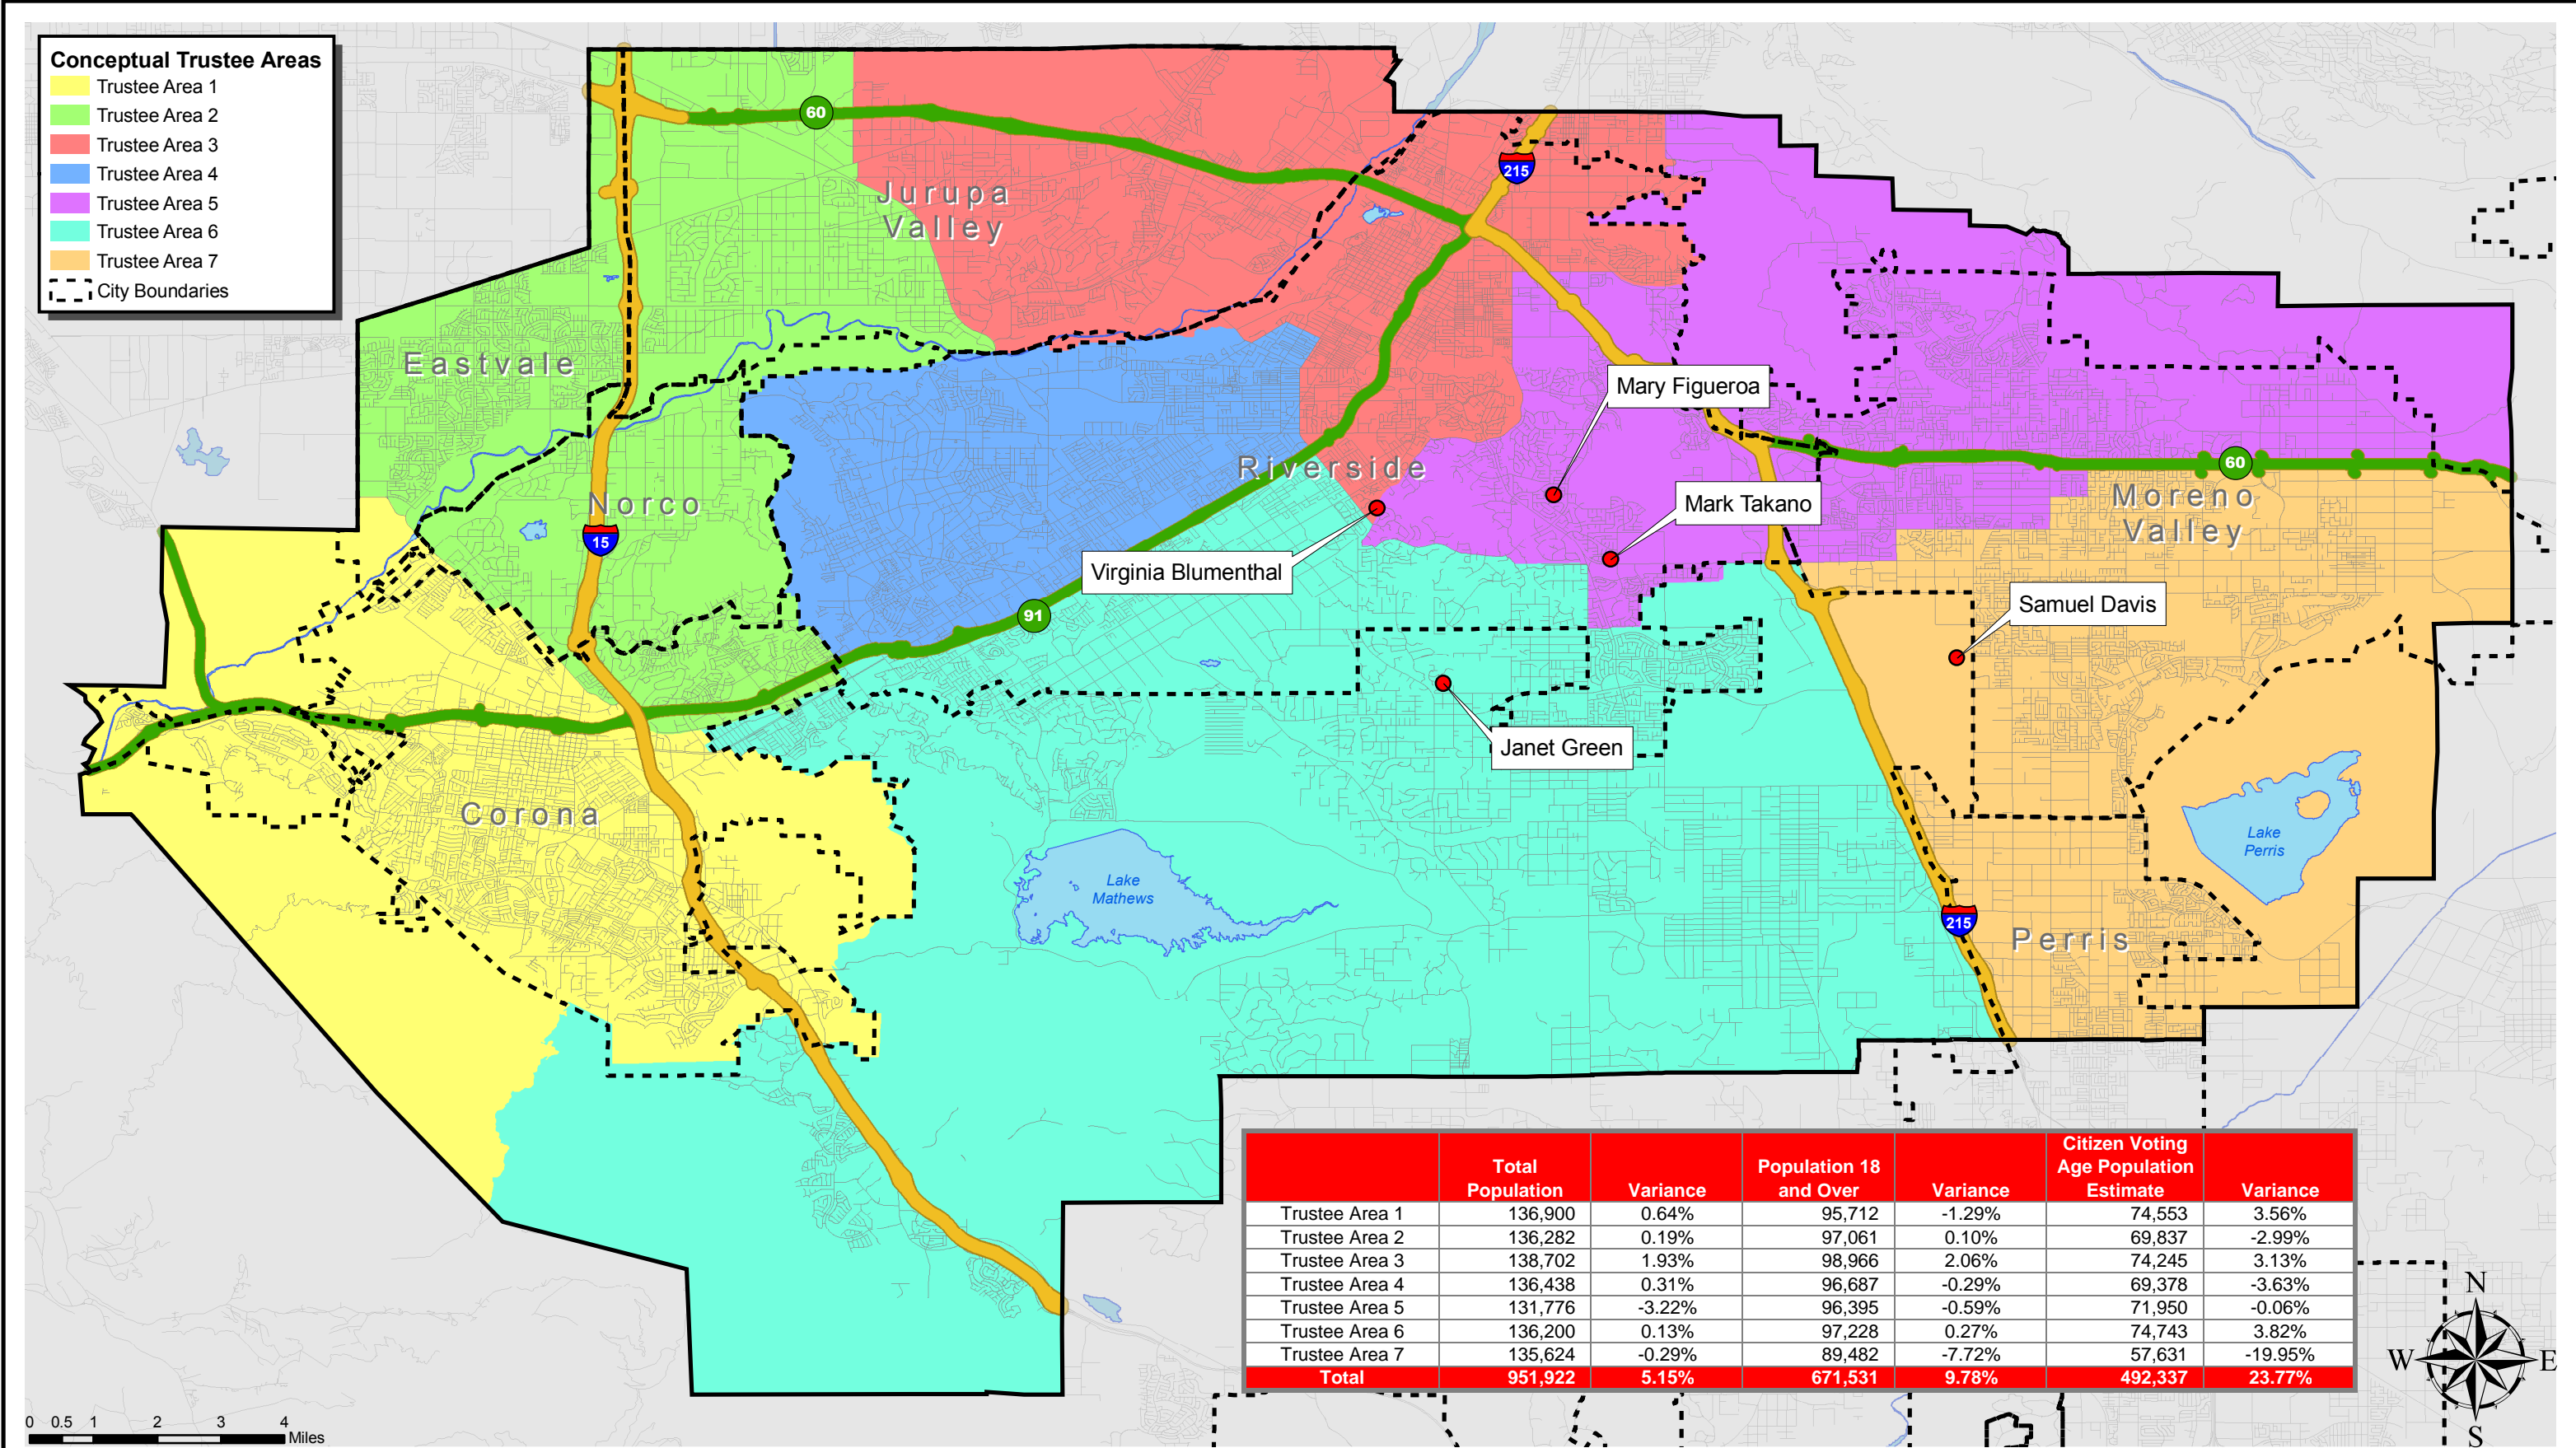 Conceptual Trustee Areas
Trustee Area 1
Trustee Area 2
Trustee Area 3
Trustee Area 4
Trustee Area 5
Trustee Area 6
Trustee Area 7
City Boundaries
60
215
Jurupa
Valley
Eastvale
Mary Figueroa
Riverside
60
Norco
Mark Takano
Moreno
Valley
15
Virginia Blumenthal
91
Samuel Davis
Janet Green
Corona
Lake
Perris
Lake
Mathews
215
Perris
Total Population Variance Population 18 and Over Variance Citizen Voting Age Population Estimate Variance
Trustee Area 1 136,900 0.64% 95,712 -1.29% 74,553 3.56%
Trustee Area 2 136,282 0.19% 97,061 0.10% 69,837 -2.99%
Trustee Area 3 138,702 1.93% 98,966 2.06% 74,245 3.13%
Trustee Area 4 136,438 0.31% 96,687 -0.29% 69,378 -3.63%
Trustee Area 5 131,776 -3.22% 96,395 -0.59% 71,950 -0.06%
Trustee Area 6 136,200 0.13% 97,228 0.27% 74,743 3.82%
Trustee Area 7 135,624 -0.29% 89,482 -7.72% 57,631 -19.95%
Total 951,922 5.15% 671,531 9.78% 492,337 23.77%
N
W E
S
0 0.5 1 2 3 4
Miles